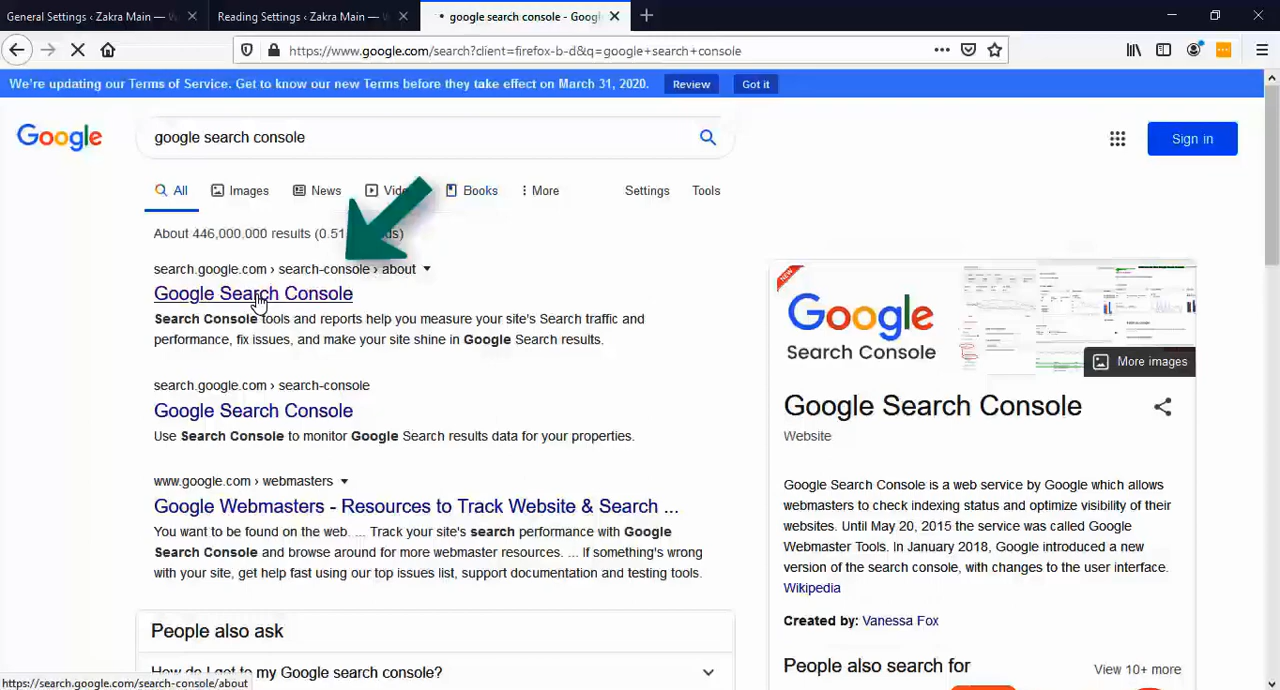 General Settings ‹ Zakra Main —
Reading Settings ‹ Zakra Main —
google search console - Goog
https://www.google.com/search?client=firefox-b-d&q=google+search+console
We're updating our Terms of Service. Get to know our new Terms before they take effect on March 31, 2020.
Review
Got it
Google
google search console
Sign in
All
Images
News
Books
More
Settings
Tools
About 446,000,000 results (0.51
search.google.com › search-console › about
Google Search Console
Search Console tools and reports help you measure your site's Search traffic and
performance, fix issues, and make your site shine in Google Search results.
search.google.com › search-console
Google Search Console
Use Search Console to monitor Google Search results data for your properties.
www.google.com › webmasters
Google Webmasters - Resources to Track Website & Search ...
You want to be found on the web. ... Track your site's search performance with Google
Search Console and browse around for more webmaster resources. ... If something's wrong
with your site, get help fast using our top issues list, support documentation and testing tools.
People also ask
How do I get to my Google search console?
https://search.google.com/search-console/about
NEW
Google
Search Console
More images
Google Search Console
Website
Google Search Console is a web service by Google which allows
webmasters to check indexing status and optimize visibility of their
websites. Until May 20, 2015 the service was called Google
Webmaster Tools. In January 2018, Google introduced a new
version of the search console, with changes to the user interface.
Wikipedia
Created by: Vanessa Fox
People also search for
View 10+ more